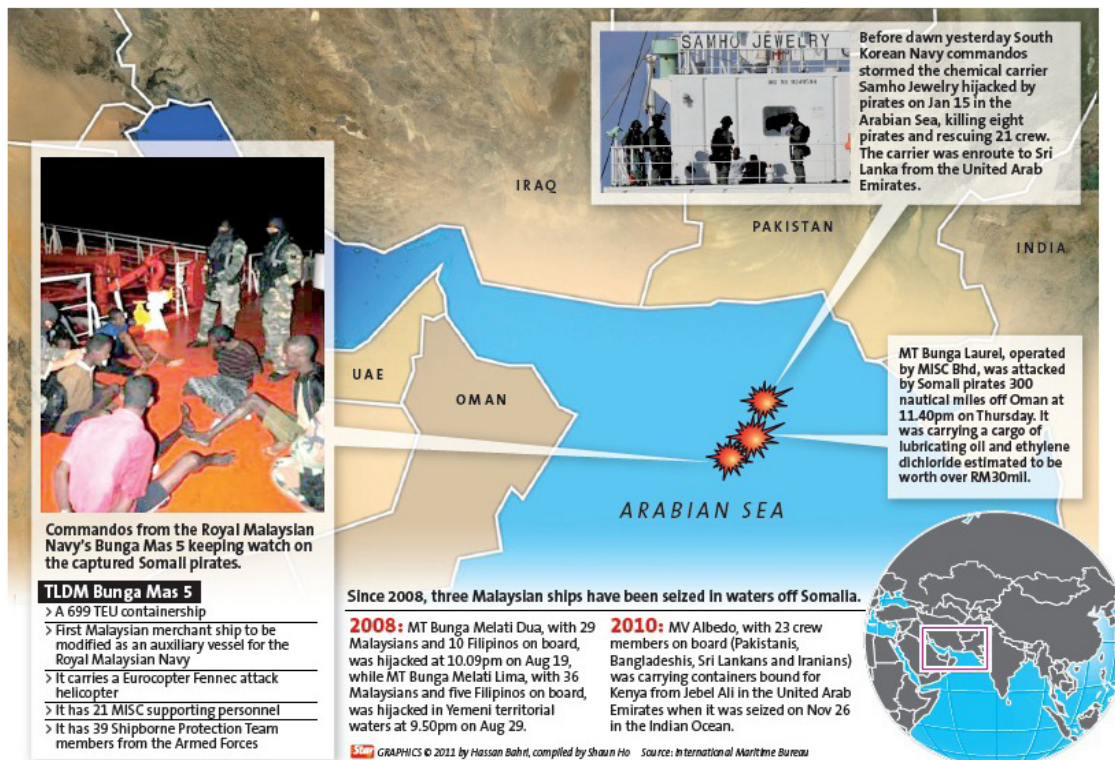 SAMHO JEWELRY
Before dawn yesterday South
Korean Navy commandos
stormed the chemical carrier
Samho Jewelry hijacked by
pirates on Jan 15 in the
Arabian Sea, killing eight
pirates and rescuing 21 crew.
The carrier was enroute to Sri
Lanka from the United Arab
Emirates.
IRAQ
PAKISTAN
INDIA
UAE
OMAN
ARABIAN SEA
MT Bunga Laurel, operated
by MISC Bhd, was attacked
by Somali pirates 300
nautical miles off Oman at
11.40pm on Thursday. It
was carrying a cargo of
lubricating oil and ethylene
dichloride estimated to be
worth over RM30mil.
Commandos from the Royal Malaysian
Navy's Bunga Mas 5 keeping watch on
the captured Somali pirates.
TLDM Bunga Mas 5
> A 699 TEU containership
> First Malaysian merchant ship to be
modified as an auxiliary vessel for the
Royal Malaysian Navy
> It carries a Eurocopter Fennec attack
helicopter
> It has 21 MISC supporting personnel
> It has 39 Shipborne Protection Team
members from the Armed Forces
Since 2008, three Malaysian ships have been seized in waters off Somalia.
2008: MT Bunga Melati Dua, with 29
Malaysians and 10 Filipinos on board,
was hijacked at 10.09pm on Aug 19,
while MT Bunga Melati Lima, with 36
Malaysians and five Filipinos on board,
was hijacked in Yemeni territorial
waters at 9.50pm on Aug 29.
2010: MV Albedo, with 23 crew
members on board (Pakistanis,
Bangladeshis, Sri Lankans and Iranians)
was carrying containers bound for
Kenya from Jebel Ali in the United Arab
Emirates when it was seized on Nov 26
in the Indian Ocean.
Star GRAPHICS © 2011 by Hassan Bahri, compiled by Shaun Ho Source: International Maritime Bureau